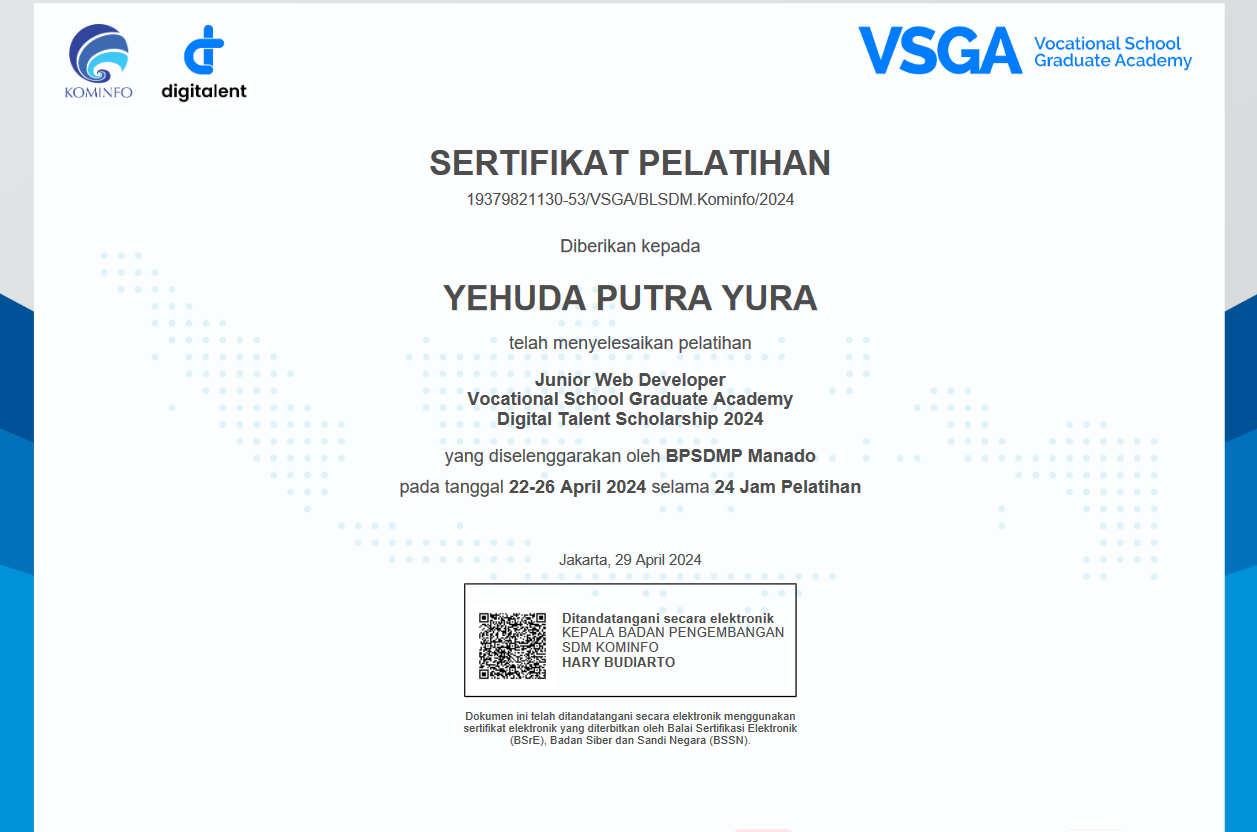 KOMINFO
digitalent
VSGA
Vocational School
Graduate Academy
SERTIFIKAT PELATIHAN
19379821130-53/VSGA/BLSDM.Kominfo/2024
Diberikan kepada
YEHUDA PUTRA YURA
telah menyelesaikan pelatihan
Junior Web Developer
Vocational School Graduate Academy
Digital Talent Scholarship 2024
yang diselenggarakan oleh BPSDMP Manado
pada tanggal 22-26 April 2024 selama 24 Jam Pelatihan
Jakarta, 29 April 2024
Ditandatangani secara elektronik
KEPALA BADAN PENGEMBANGAN
SDM KOMINFO
HARY BUDIARTO
Dokumen ini telah ditandatangani secara elektronik menggunakan
sertifikat elektronik yang diterbitkan oleh Balai Sertifikasi Elektronik
(BSrE), Badan Siber dan Sandi Negara (BSSN).